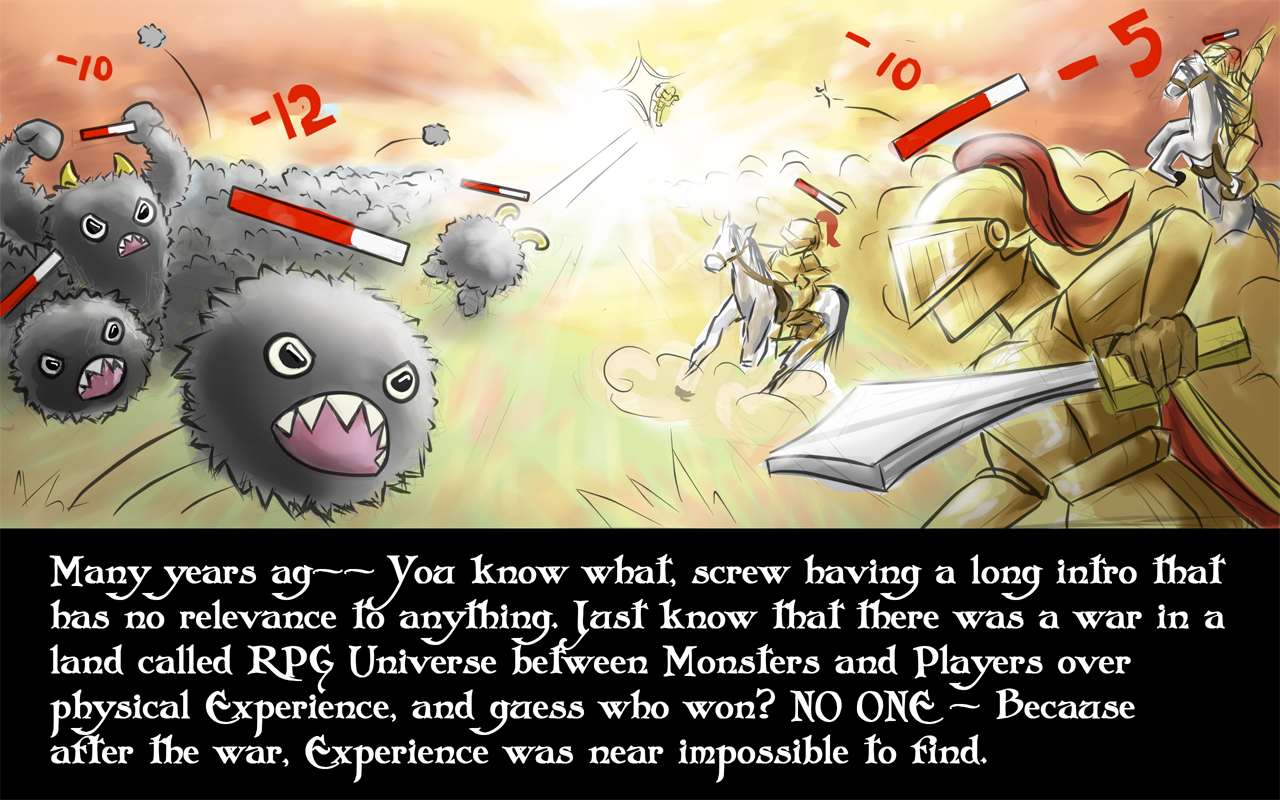 -10
-12
-10
-5
Many years ag~~ You know what, screw having a long intro that
has no relevance to anything. Just know that there was a war in a
land called RPG Universe between Monsters and Players over
physical Experience, and guess who won? NO ONE ~ Because
after the war, Experience was near impossible to find.